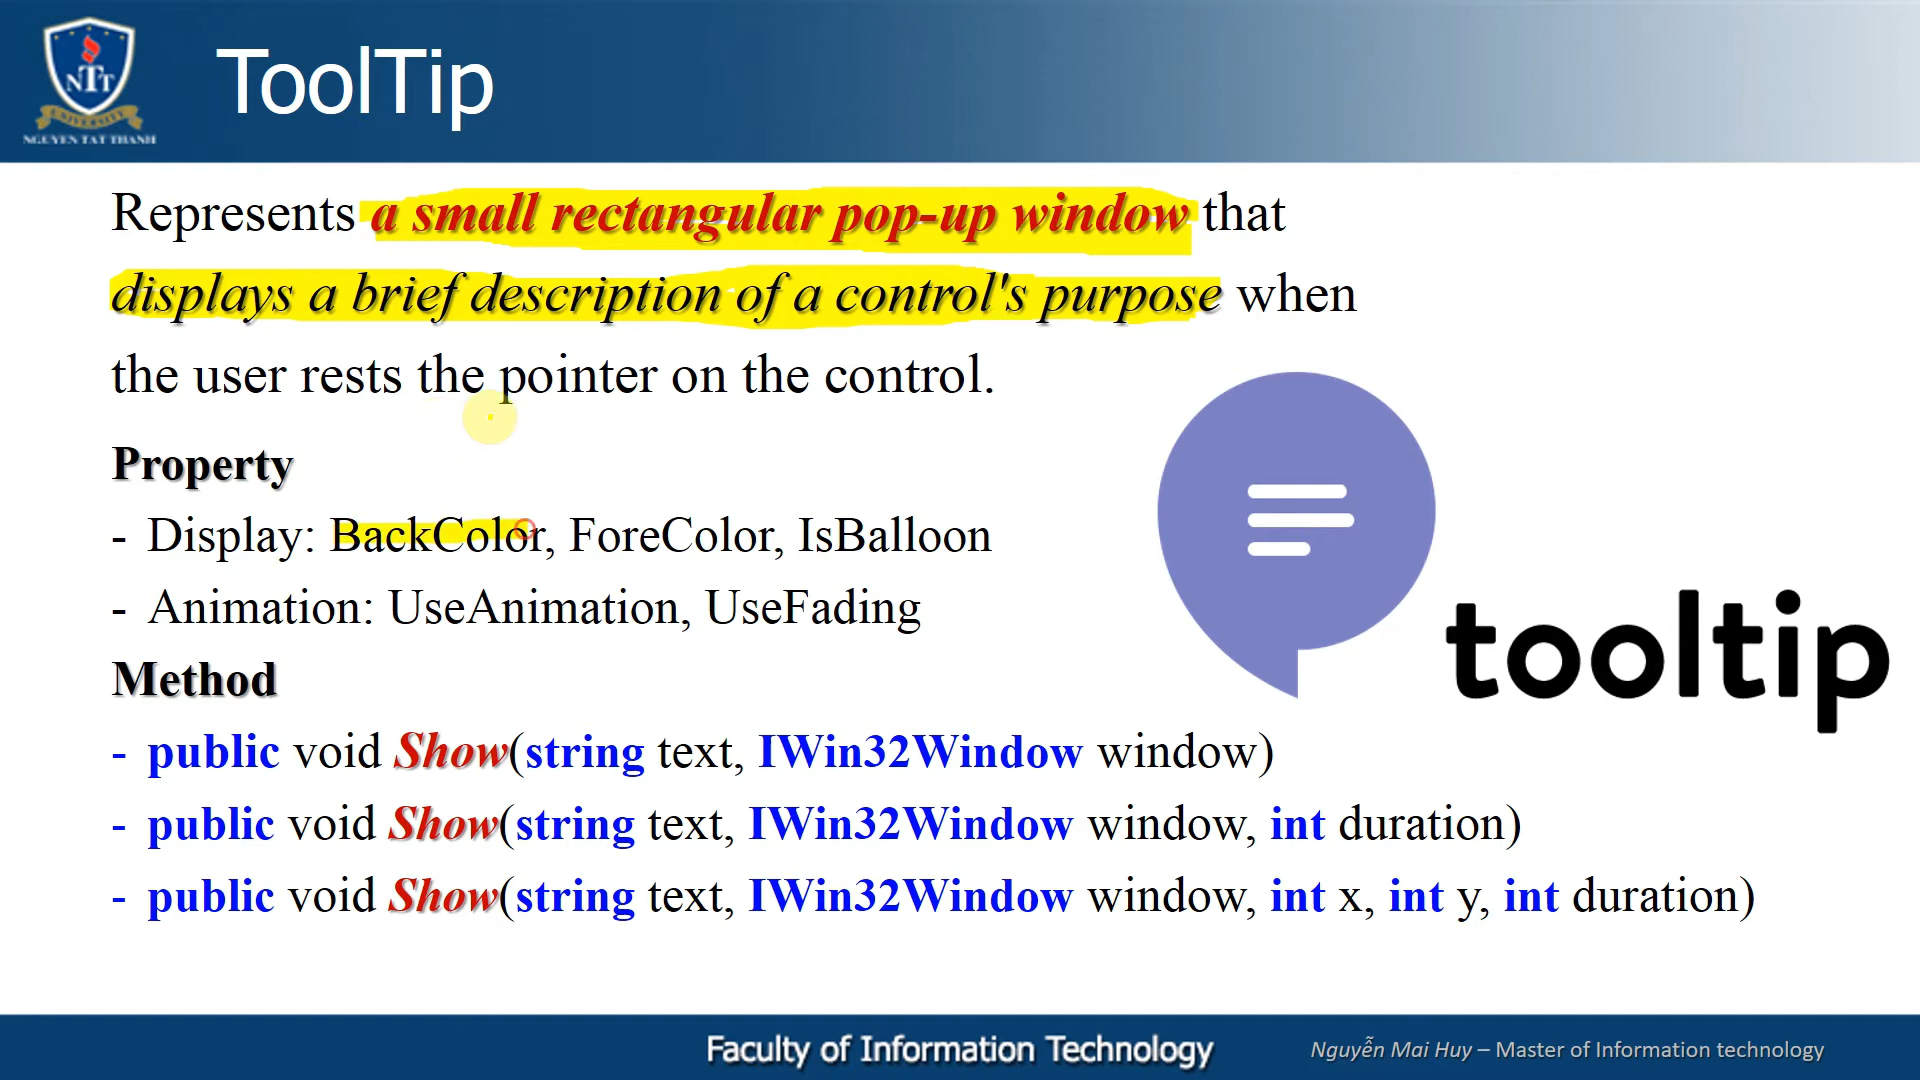 NTT
UNIVERSITY
NGUYEN TAT THANH
ToolTip
Represents a small rectangular pop-up window that
displays a brief description of a control's purpose when
the user rests the pointer on the control.
Property
- Display: BackColor, ForeColor, IsBalloon
- Animation: UseAnimation, UseFading
Method
- public void Show(string text, IWin32Window window)
- public void Show(string text, IWin32Window window, int duration)
- public void Show(string text, IWin32Window window, int x, int y, int duration)
tooltip
Faculty of Information Technology
Nguyễn Mai Huy – Master of Information technology